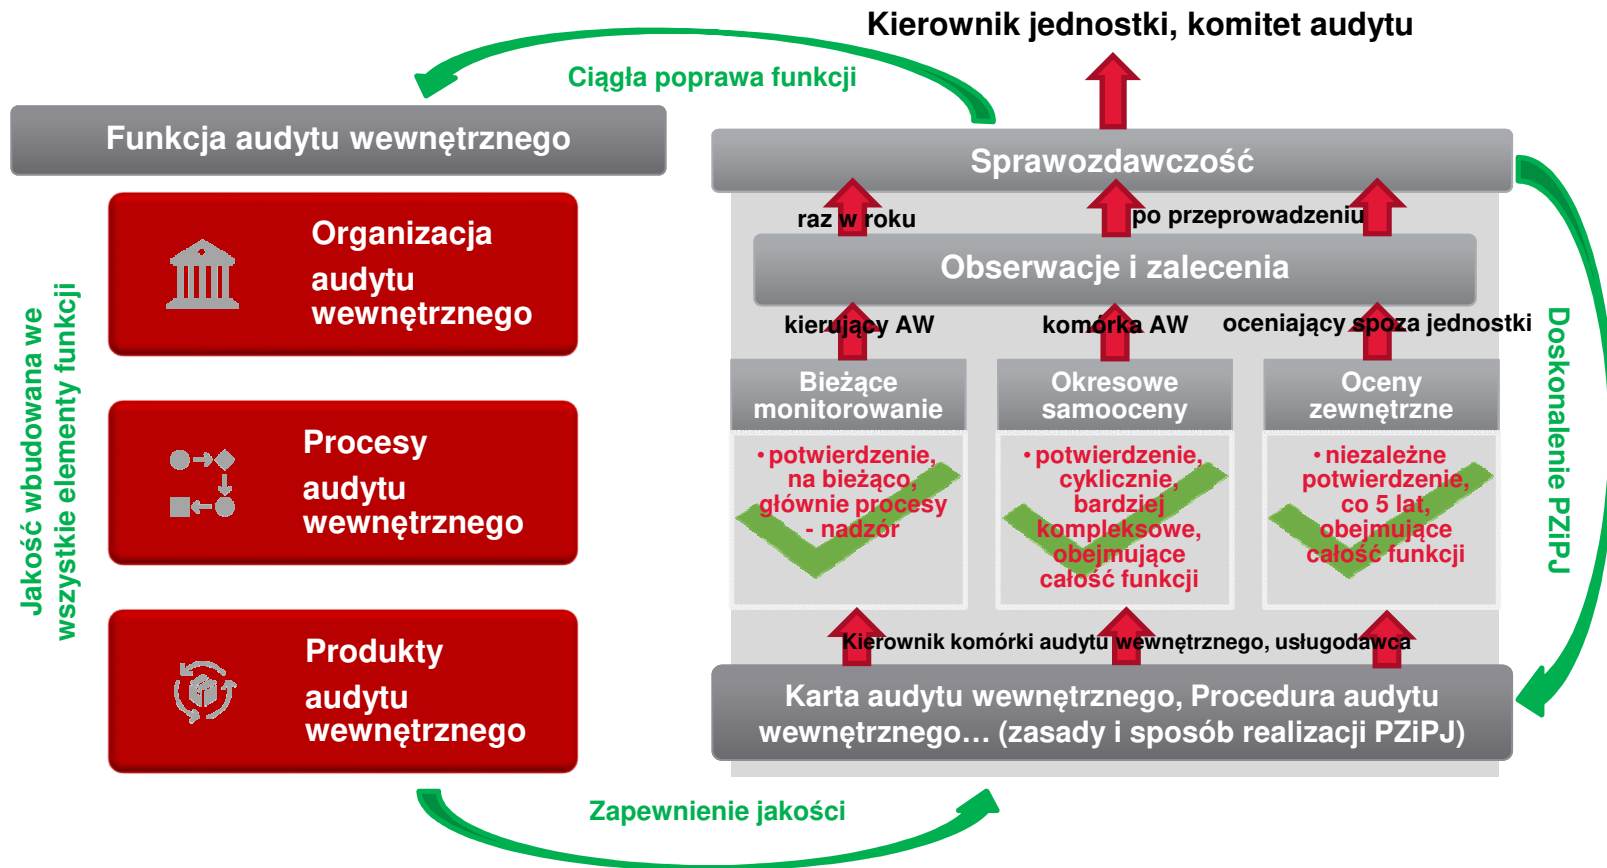 Kierownik jednostki, komitet audytu
Ciągła poprawa funkcji
Funkcja audytu wewnętrznego
Organizacja
audytu
wewnętrznego
Procesy
audytu
wewnętrznego
Produkty
audytu
wewnętrznego
Jakość wbudowana we
wszystkie elementy funkcji
Sprawozdawczość
raz w roku
po przeprowadzeniu
Obserwacje i zalecenia
kierujący AW
komórka AW
oceniający spoza jednostki
Bieżące
monitorowanie
• potwierdzenie,
na bieżąco,
głównie procesy
- nadzór
Okresowe
samooceny
• potwierdzenie,
cyklicznie,
bardziej
kompleksowe,
obejmujące
całość funkcji
Oceny
zewnętrzne
• niezależne
potwierdzenie,
co 5 lat,
obejmujące
całość funkcji
Kierownik komórki audytu wewnętrznego, usługodawca
Karta audytu wewnętrznego, Procedura audytu
wewnętrznego... (zasady i sposób realizacji PZiPJ)
Doskonalenie PZiPJ
Zapewnienie jakości